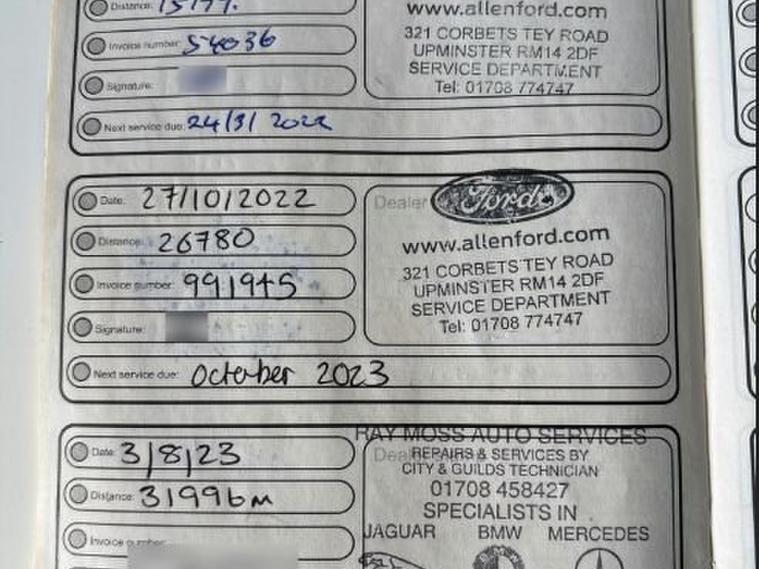 Distance: 15177.
www.allenford.com
Invoice number: 54036
321 CORBETS TEY ROAD
UPMINSTER RM14 2DF
SERVICE DEPARTMENT
Signature:
Tel: 01708 774747
Next service due: 24/3/2022
Date: 27/10/2022
Dealer
Ford
Distance: 26780
www.allenford.com
Invoice number: 991945
321 CORBETS TEY ROAD
UPMINSTER RM14 2DF
SERVICE DEPARTMENT
Signature:
Tel: 01708 774747
Next service due: October 2023
RAY MOSS AUTO SERVICES
Date: 3/8/23
Dealer
REPAIRS & SERVICES BY
CITY & GUILDS TECHNICIAN
Distance: 31996m
01708 458427
SPECIALISTS IN
Invoice number:
JAGUAR BMW MERCEDES